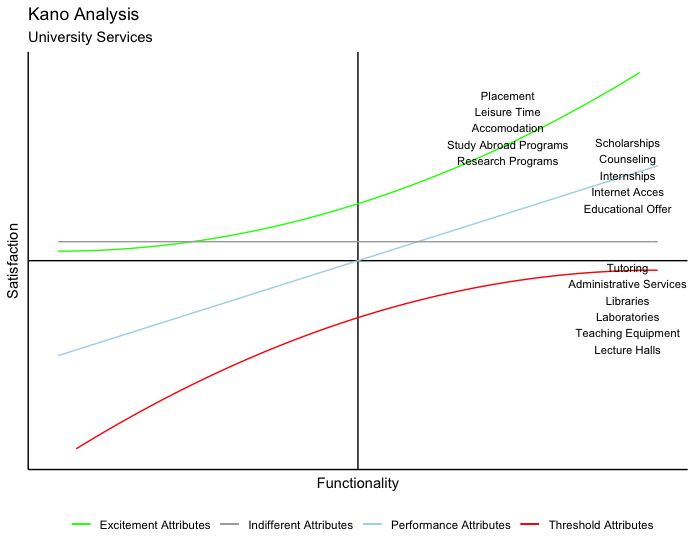 Kano Analysis
University Services
Placement
Leisure Time
Accomodation
Study Abroad Programs
Research Programs
Scholarships
Counseling
Internships
Internet Acces
Educational Offer
Satisfaction
Tutoring
Administrative Services
Libraries
Laboratories
Teaching Equipment
Lecture Halls
Functionality
Excitement Attributes
Indifferent Attributes
Performance Attributes
Threshold Attributes